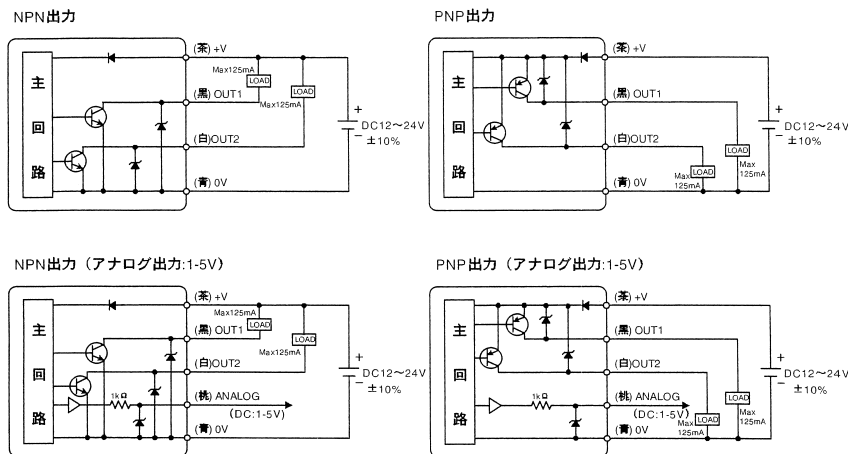 NPN出力
(茶) +V
Max125mA
LOAD
LOAD
Max125mA
(黒) OUT1
(白)OUT2
(青) 0V
主
回
路
+
DC12～24V
−
±10%
PNP出力
(茶) +V
(黒) OUT1
(白)OUT2
LOAD
Max
125mA
LOAD
Max
125mA
(青) 0V
主
回
路
+
DC12～24V
−
±10%
NPN出力 (アナログ出力:1-5V)
(茶) +V
Max125mA
LOAD
(黒) OUT1
LOAD
Max125mA
(白)OUT2
1kΩ
(桃) ANALOG
(DC:1-5V)
(青) 0V
主
回
路
+
DC12～24V
−
±10%
PNP出力 (アナログ出力:1-5V)
(茶) +V
(黒) OUT1
(白)OUT2
1kΩ
(桃) ANALOG
(DC:1-5V)
LOAD
Max
125mA
LOAD
Max
125mA
(青) 0V
主
回
路
+
DC12～24V
−
±10%